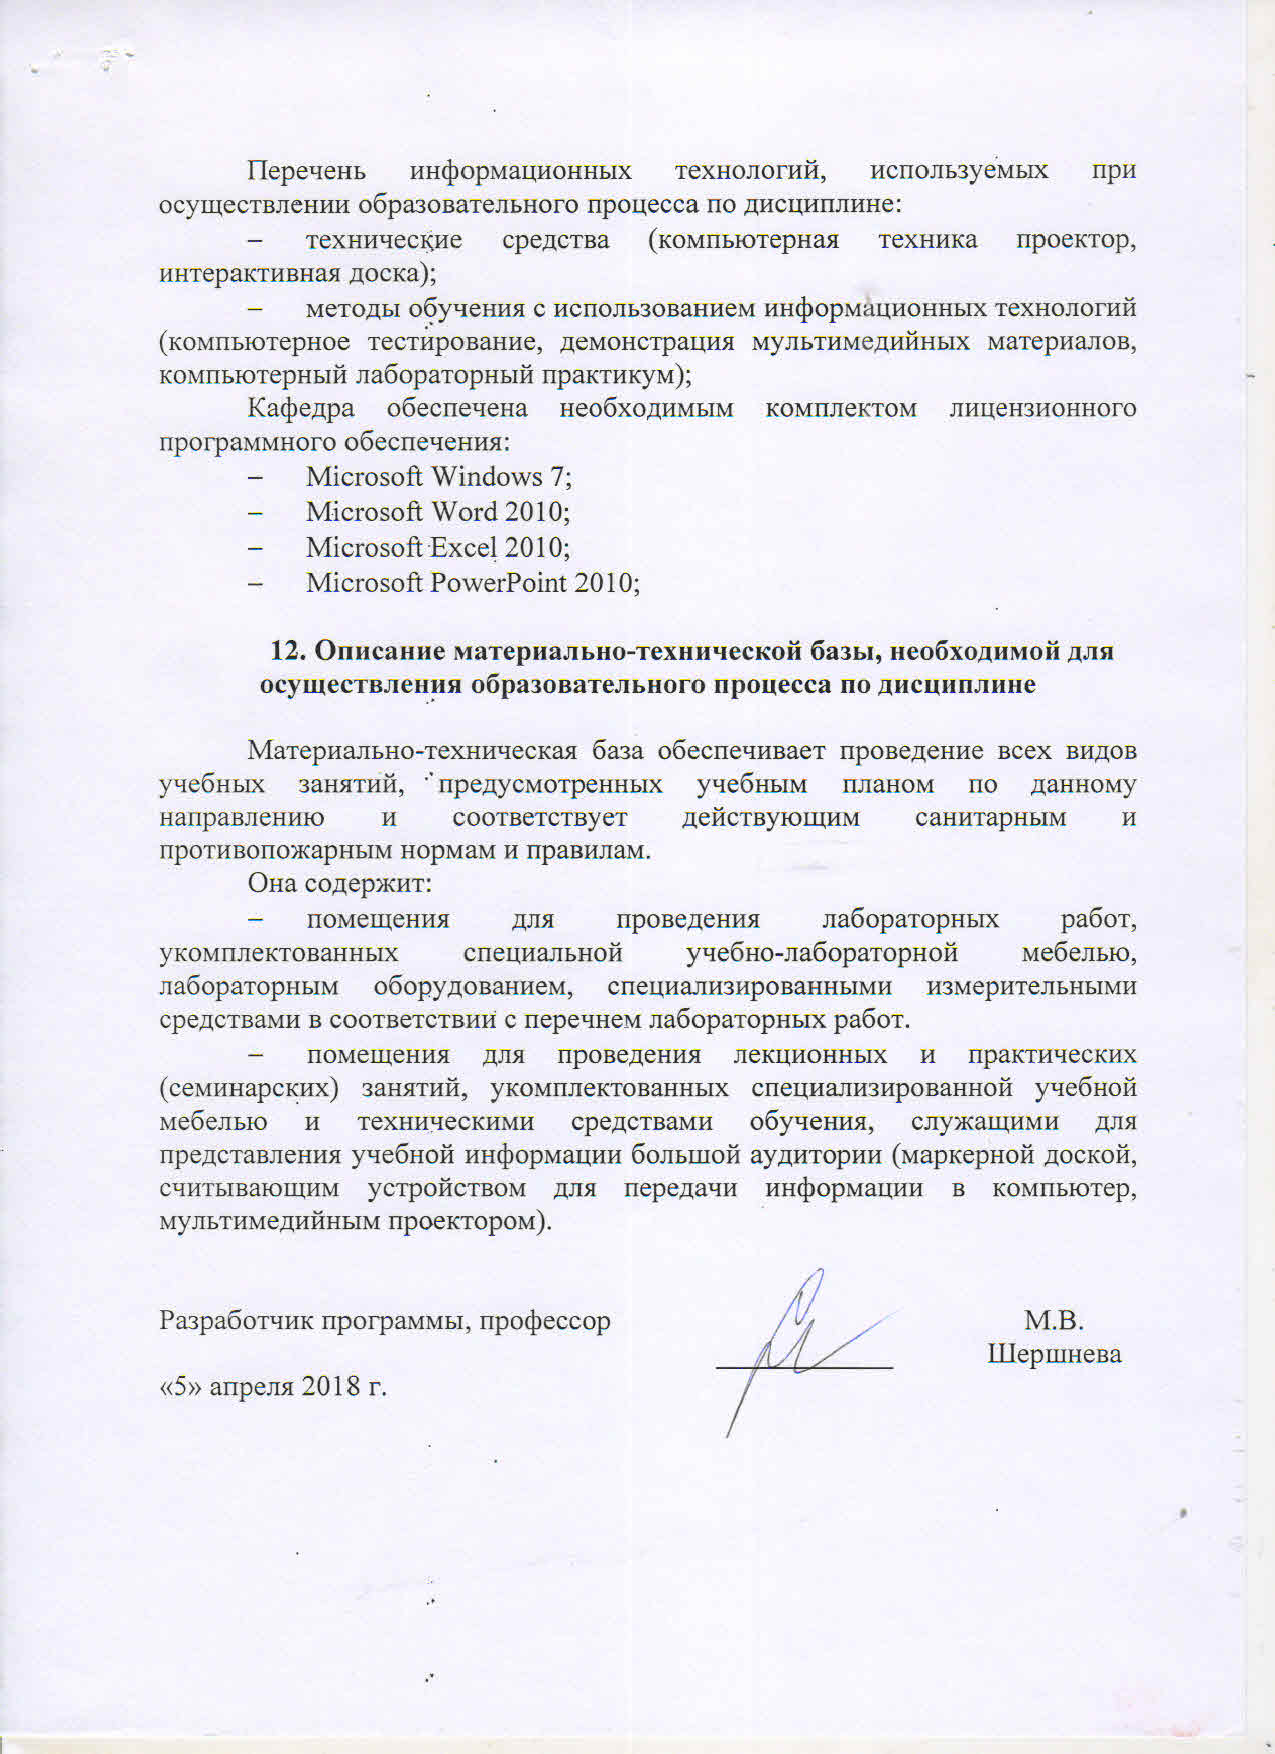 Перечень информационных технологий, используемых при
осуществлении образовательного процесса по дисциплине:
– технические средства (компьютерная техника проектор,
интерактивная доска);
– методы обучения с использованием информационных технологий
(компьютерное тестирование, демонстрация мультимедийных материалов,
компьютерный лабораторный практикум);
Кафедра обеспечена необходимым комплектом лицензионного
программного обеспечения:
– Microsoft Windows 7;
– Microsoft Word 2010;
– Microsoft Excel 2010;
– Microsoft PowerPoint 2010;
12. Описание материально-технической базы, необходимой для
осуществления образовательного процесса по дисциплине
Материально-техническая база обеспечивает проведение всех видов
учебных занятий, предусмотренных учебным планом по данному
направлению и соответствует действующим санитарным и
противопожарным нормам и правилам.
Она содержит:
– помещения для проведения лабораторных работ,
укомплектованных специальной учебно-лабораторной мебелью,
лабораторным оборудованием, специализированными измерительными
средствами в соответствии с перечнем лабораторных работ.
– помещения для проведения лекционных и практических
(семинарских) занятий, укомплектованных специализированной учебной
мебелью и техническими средствами обучения, служащими для
представления учебной информации большой аудитории (маркерной доской,
считывающим устройством для передачи информации в компьютер,
мультимедийным проектором).
Разработчик программы, профессор М.В.
Шершнева
«5» апреля 2018 г.